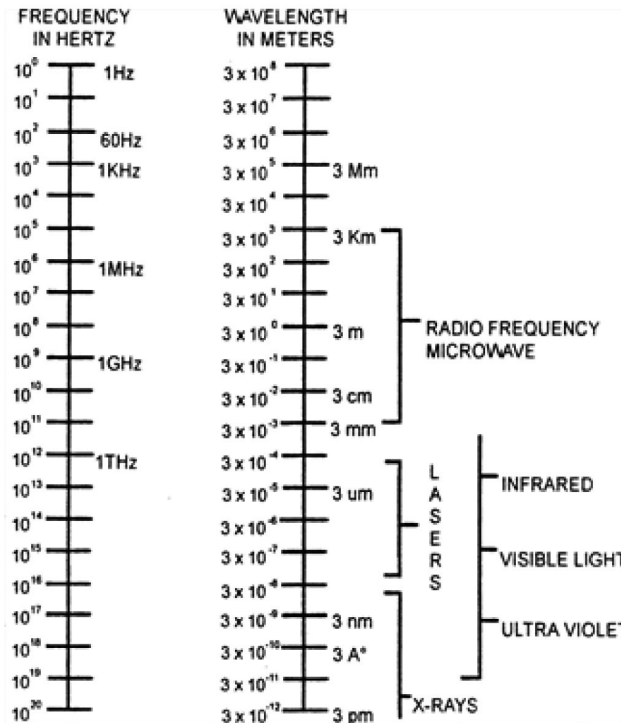 FREQUENCY
IN HERTZ
10⁰ 1Hz
10¹
10² 60Hz
10³ 1KHz
10⁴
10⁵
10⁶ 1MHz
10⁷
10⁸
10⁹ 1GHz
10¹⁰
10¹¹
10¹² 1THz
10¹³
10¹⁴
10¹⁵
10¹⁶
10¹⁷
10¹⁸
10¹⁹
10²⁰
WAVELENGTH
IN METERS
3 x 10⁸
3 x 10⁷
3 x 10⁶
3 x 10⁵ 3 Mm
3 x 10⁴
3 x 10³ 3 Km
3 x 10²
3 x 10¹
3 x 10⁰ 3 m
3 x 10⁻¹
3 x 10⁻² 3 cm
3 x 10⁻³ 3 mm
3 x 10⁻⁴
3 x 10⁻⁵ 3 um
3 x 10⁻⁶
3 x 10⁻⁷
3 x 10⁻⁸
3 x 10⁻⁹ 3 nm
3 x 10⁻¹⁰ 3 A°
3 x 10⁻¹¹
3 x 10⁻¹² 3 pm
RADIO FREQUENCY
MICROWAVE
LASERS
INFRARED
VISIBLE LIGHT
ULTRA VIOLET
X-RAYS